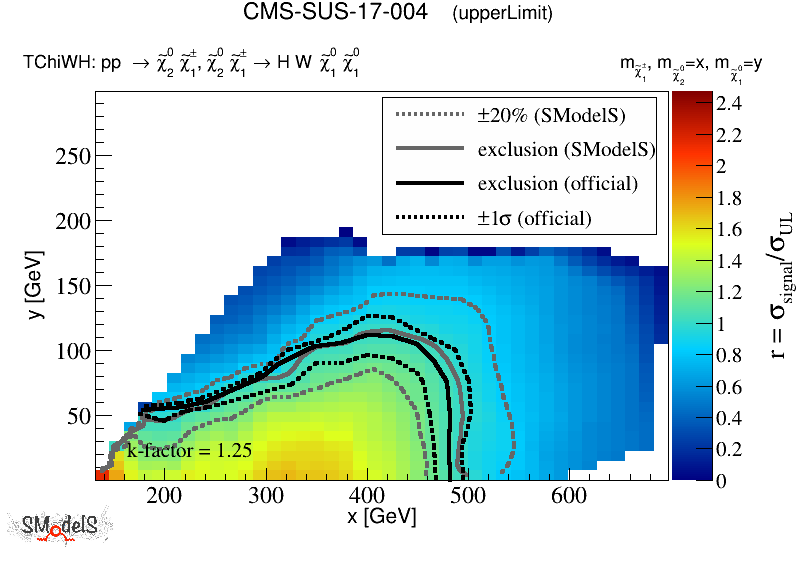 CMS-SUS-17-004 (upperLimit)
TChiWH: pp → χ̃⁰₂ χ̃±₁, χ̃⁰₂ χ̃±₁ → H W χ̃⁰₁ χ̃⁰₁
m_χ̃±₁, m_χ̃⁰₂=x, m_χ̃⁰₁=y
±20% (SModelS)
exclusion (SModelS)
exclusion (official)
±1σ (official)
250
200
150
100
50
y [GeV]
k-factor = 1.25
200 300 400 500 600
x [GeV]
2.4
2.2
2
1.8
1.6
1.4
1.2
1
0.8
0.6
0.4
0.2
0
r = σ_signal/σ_UL
SModelS